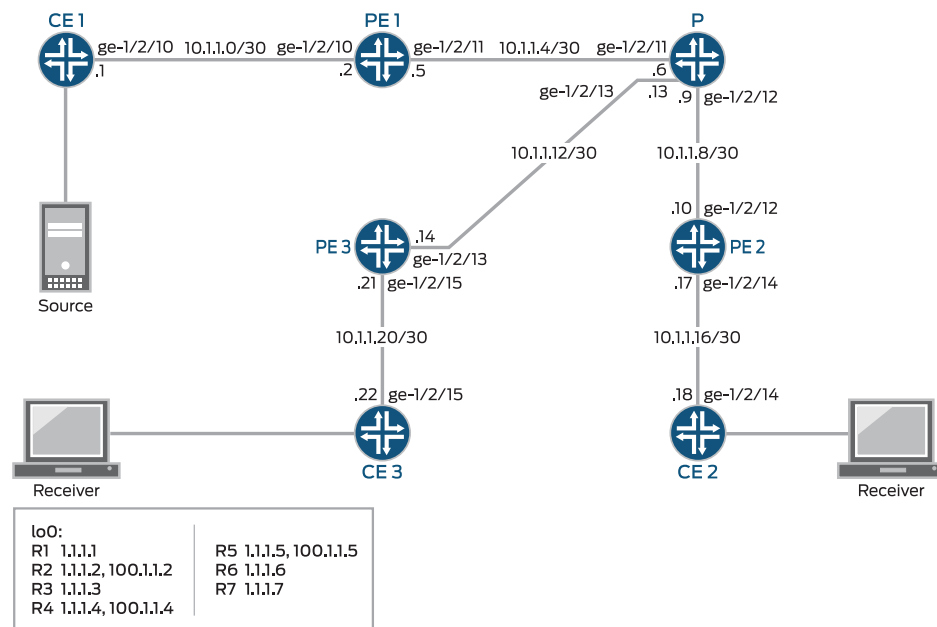 CE 1
PE 1
P
ge-1/2/10 10.1.1.0/30 ge-1/2/10
ge-1/2/11 10.1.1.4/30 ge-1/2/11
.1
.2
.5
.6
ge-1/2/13
.13
.9 ge-1/2/12
10.1.1.12/30
10.1.1.8/30
.10 ge-1/2/12
PE 3
.14
ge-1/2/13
PE 2
.21 ge-1/2/15
.17 ge-1/2/14
Source
10.1.1.20/30
10.1.1.16/30
.22 ge-1/2/15
.18 ge-1/2/14
CE 3
CE 2
Receiver
Receiver
lo0:
R1 1.1.1.1
R2 1.1.1.2, 100.1.1.2
R3 1.1.1.3
R4 1.1.1.4, 100.1.1.4
R5 1.1.1.5, 100.1.1.5
R6 1.1.1.6
R7 1.1.1.7